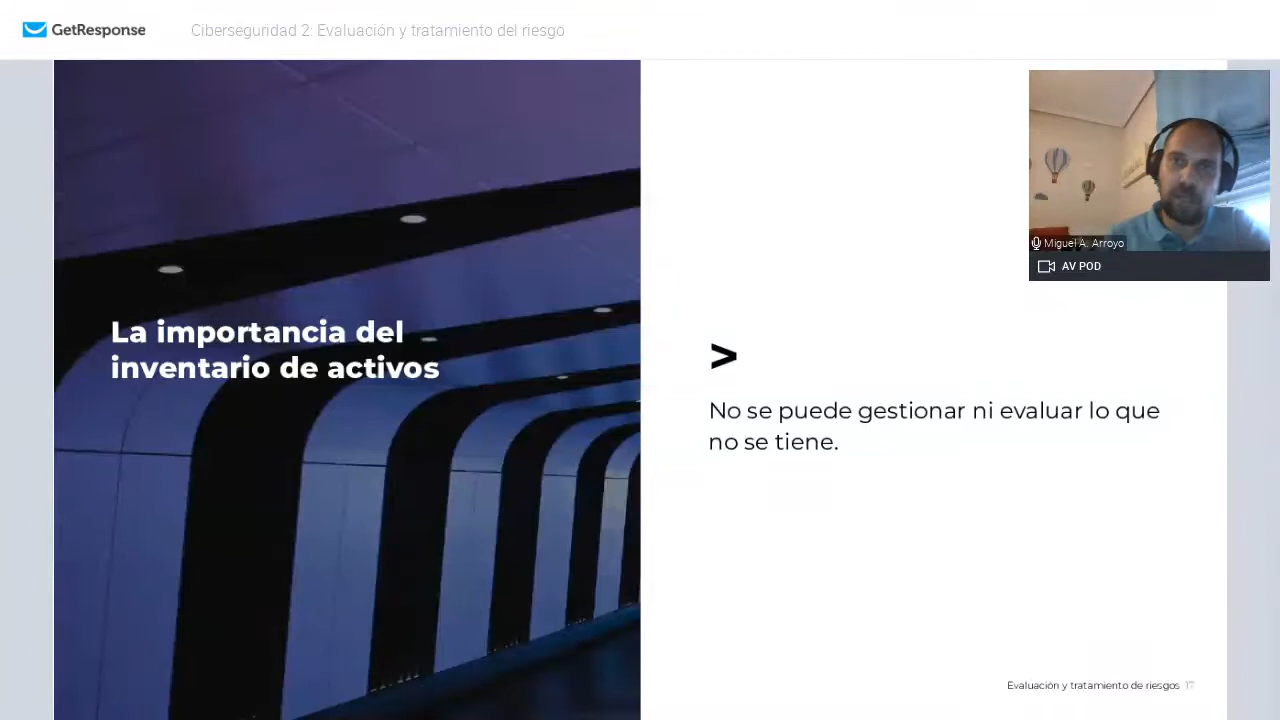 GetResponse
Ciberseguridad 2: Evaluación y tratamiento del riesgo
La importancia del
inventario de activos
>
No se puede gestionar ni evaluar lo que
no se tiene.
Miguel A. Arroyo
AV POD
Evaluación y tratamiento de riesgos 17